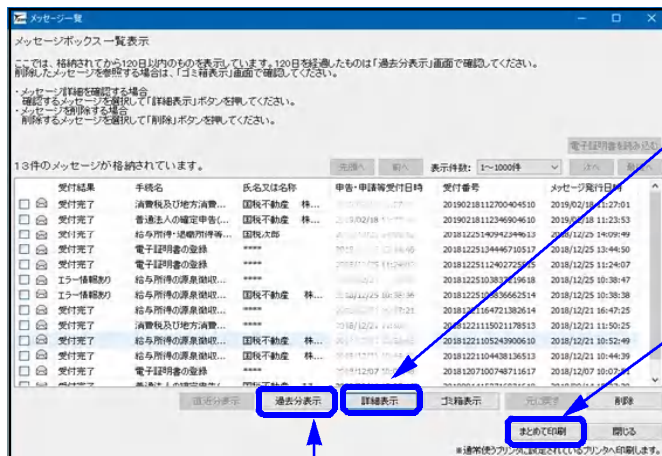 メッセージ一覧
メッセージボックス一覧表示
ここでは、格納されてから120日以内のものを表示しています。120日を経過したものは「過去分表示」画面で確認してください。
削除したメッセージを参照する場合は、「ゴミ箱表示」画面で確認してください。
・メッセージ詳細を確認する場合
確認するメッセージを選択して「詳細表示」ボタンを押してください。
・メッセージを削除する場合
削除するメッセージを選択して「削除」ボタンを押してください。
電子証明書を読み込む
13件のメッセージが格納されています。 先頭へ 前へ 表示件数: 1～1000件 次へ
受付結果 手続名 氏名又は名称 申告・申請等受付日時 受付番号 メッセージ発行日時
受付完了 消費税及び地方消費... 国税不動産 株... 20190218112700404510 2019/02/18 11:27:01
受付完了 普通法人の確定申告(... 国税不動産 株... 20190218112346904610 2019/02/18 11:23:53
受付完了 給与所得・退職所得等... 国税次郎 20181225140942344613 2018/12/25 14:09:49
受付完了 電子証明書の登録 **** 20181225134446710517 2018/12/25 13:44:50
受付完了 電子証明書の登録 **** 2018/12/25 11:24:07
エラー情報あり 給与所得の源泉徴収... 国税不動産 株... 2018/12/25 10:38:47
エラー情報あり 給与所得の源泉徴収... 国税不動産 株... 2018/12/25 10:38:38
受付完了 給与所得の源泉徴収... 国税不動産 株... 2018/12/21 16:47:25
受付完了 消費税及び地方消費... 20181221115021178513 2018/12/21 11:50:25
受付完了 給与所得の源泉徴収... 国税不動産 株... 20181221105243900610 2018/12/21 10:52:49
受付完了 給与所得の源泉徴収... 国税不動産 株... 20181221104438136513 2018/12/21 10:44:39
受付完了 電子証明書の登録 **** 20181207100748711617 2018/12/07 10:07:51
直近分表示 過去分表示 詳細表示 ゴミ箱表示 元に戻す 削除
まとめて印刷 閉じる
※通常使うプリンタに設定されているプリンタへ印刷します。